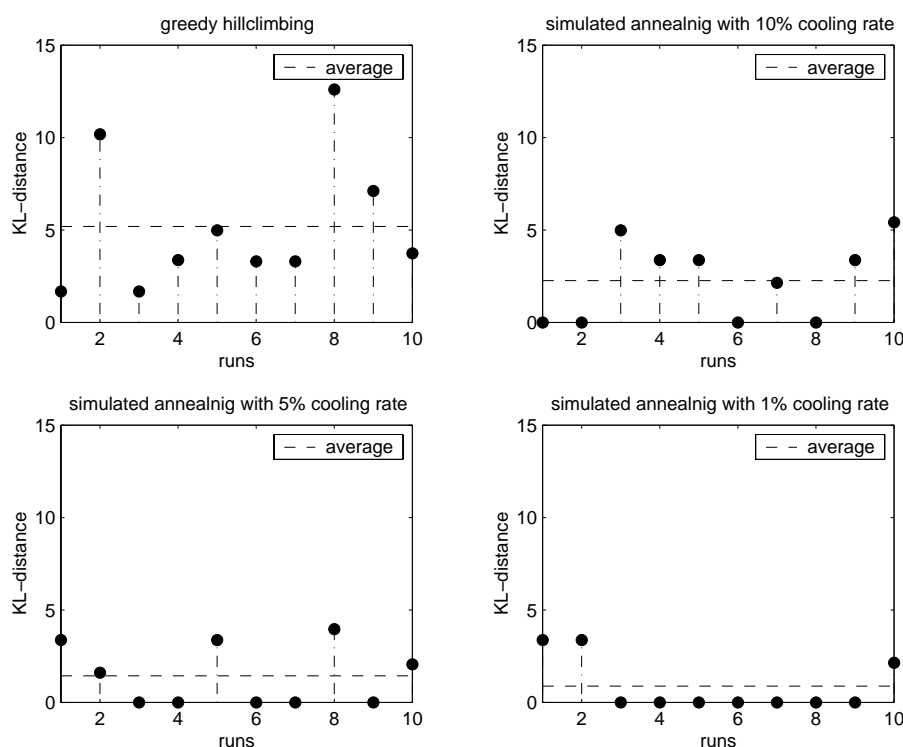 greedy hillclimbing
15
10
5
0
KL-distance
average
2
4
6
8
10
runs
simulated annealnig with 10% cooling rate
15
10
5
0
KL-distance
average
2
4
6
8
10
runs
simulated annealnig with 5% cooling rate
15
10
5
0
KL-distance
average
2
4
6
8
10
runs
simulated annealnig with 1% cooling rate
15
10
5
0
KL-distance
average
2
4
6
8
10
runs